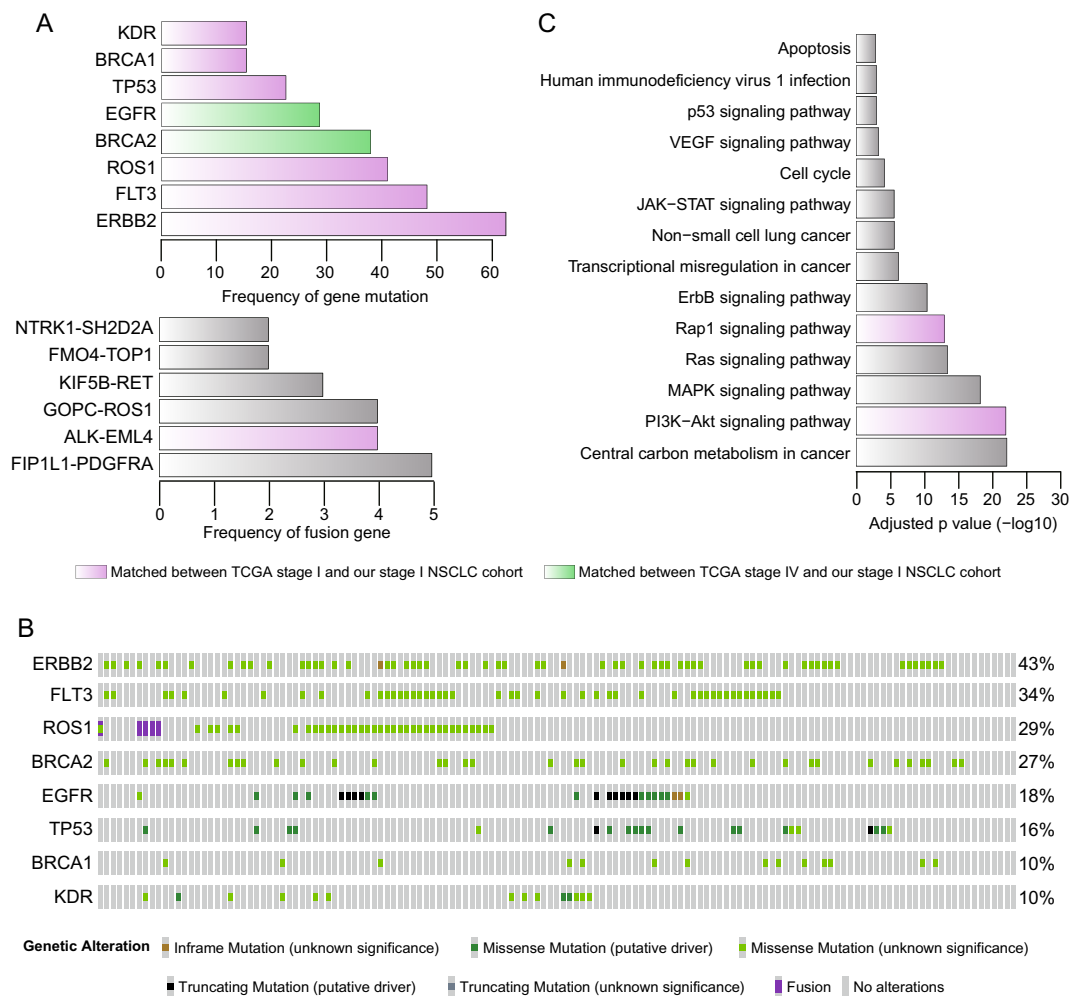 A
KDR
BRCA1
TP53
EGFR
BRCA2
ROS1
FLT3
ERBB2
0 10 20 30 40 50 60
Frequency of gene mutation
NTRK1-SH2D2A
FMO4-TOP1
KIF5B-RET
GOPC-ROS1
ALK-EML4
FIP1L1-PDGFRA
0 1 2 3 4 5
Frequency of fusion gene
C
Apoptosis
Human immunodeficiency virus 1 infection
p53 signaling pathway
VEGF signaling pathway
Cell cycle
JAK−STAT signaling pathway
Non−small cell lung cancer
Transcriptional misregulation in cancer
ErbB signaling pathway
Rap1 signaling pathway
Ras signaling pathway
MAPK signaling pathway
PI3K−Akt signaling pathway
Central carbon metabolism in cancer
0 5 10 15 20 25 30
Adjusted p value (−log10)
Matched between TCGA stage I and our stage I NSCLC cohort
Matched between TCGA stage IV and our stage I NSCLC cohort
B
ERBB2 43%
FLT3 34%
ROS1 29%
BRCA2 27%
EGFR 18%
TP53 16%
BRCA1 10%
KDR 10%
Genetic Alteration Inframe Mutation (unknown significance) Missense Mutation (putative driver) Missense Mutation (unknown significance)
Truncating Mutation (putative driver) Truncating Mutation (unknown significance) Fusion No alterations